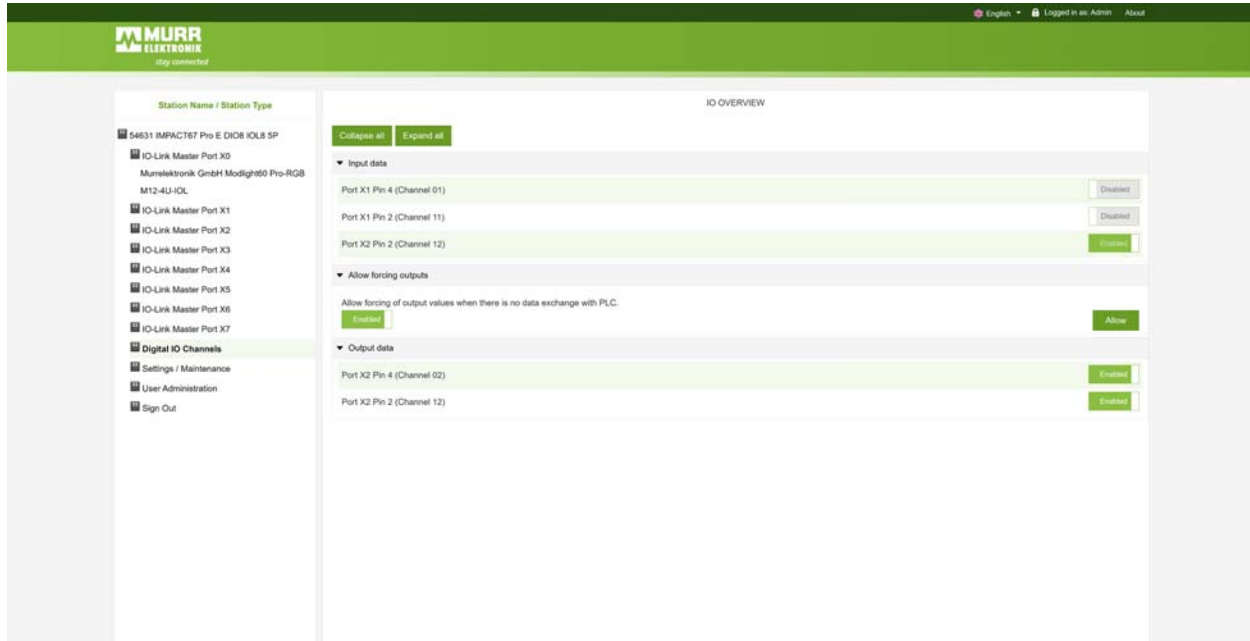 English
Logged in as: Admin
About
MURR
ELEKTRONIK
stay connected
Station Name / Station Type
54631 IMPACT67 Pro E DIO8 IOL8 5P
IO-Link Master Port X0
Murrelektronik GmbH Modlight60 Pro-RGB
M12-4U-IOL
IO-Link Master Port X1
IO-Link Master Port X2
IO-Link Master Port X3
IO-Link Master Port X4
IO-Link Master Port X5
IO-Link Master Port X6
IO-Link Master Port X7
Digital IO Channels
Settings / Maintenance
User Administration
Sign Out
IO OVERVIEW
Collapse all
Expand all
Input data
Port X1 Pin 4 (Channel 01)
Disabled
Port X1 Pin 2 (Channel 11)
Disabled
Port X2 Pin 2 (Channel 12)
Enabled
Allow forcing outputs
Allow forcing of output values when there is no data exchange with PLC.
Enabled
Allow
Output data
Port X2 Pin 4 (Channel 02)
Enabled
Port X2 Pin 2 (Channel 12)
Enabled